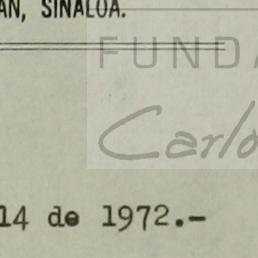 AN, SINALOA.
FUNDA
Carlo
14 de 1972.-